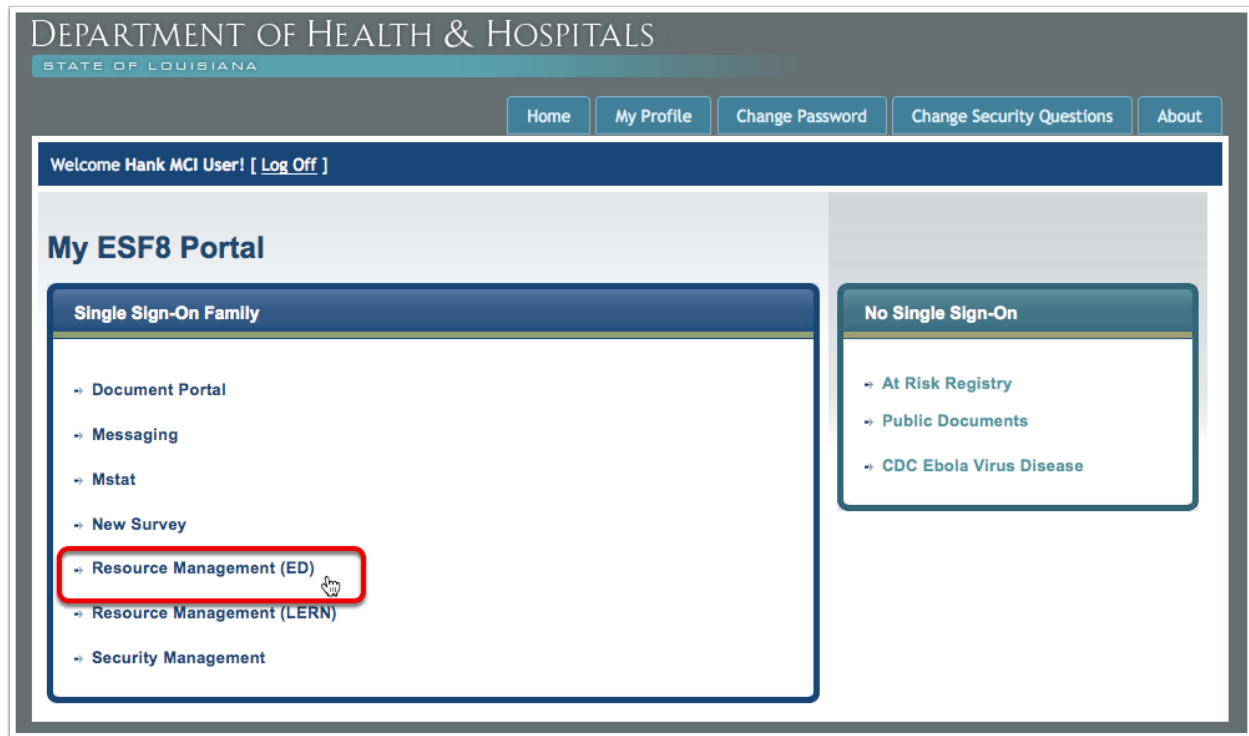 DEPARTMENT OF HEALTH & HOSPITALS
STATE OF LOUISIANA
Home My Profile Change Password Change Security Questions About
Welcome Hank MCI User! [ Log Off ]
My ESF8 Portal
Single Sign-On Family
Document Portal
Messaging
Mstat
New Survey
Resource Management (ED)
Resource Management (LERN)
Security Management
No Single Sign-On
At Risk Registry
Public Documents
CDC Ebola Virus Disease